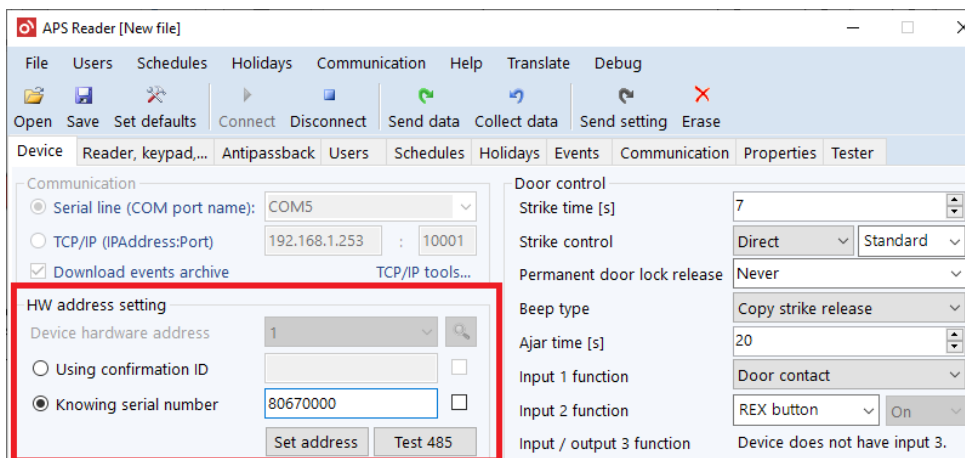 APS Reader [New file]
File Users Schedules Holidays Communication Help Translate Debug
Open Save Set defaults Connect Disconnect Send data Collect data Send setting Erase
Device Reader, keypad,... Antipassback Users Schedules Holidays Events Communication Properties Tester
Communication
Serial line (COM port name): COM5
TCP/IP (IPAddress:Port) 192.168.1.253 : 10001
Download events archive TCP/IP tools...
HW address setting
Device hardware address 1
Using confirmation ID
Knowing serial number 80670000
Set address Test 485
Door control
Strike time [s] 7
Strike control Direct Standard
Permanent door lock release Never
Beep type Copy strike release
Ajar time [s] 20
Input 1 function Door contact
Input 2 function REX button On
Input / output 3 function Device does not have input 3.